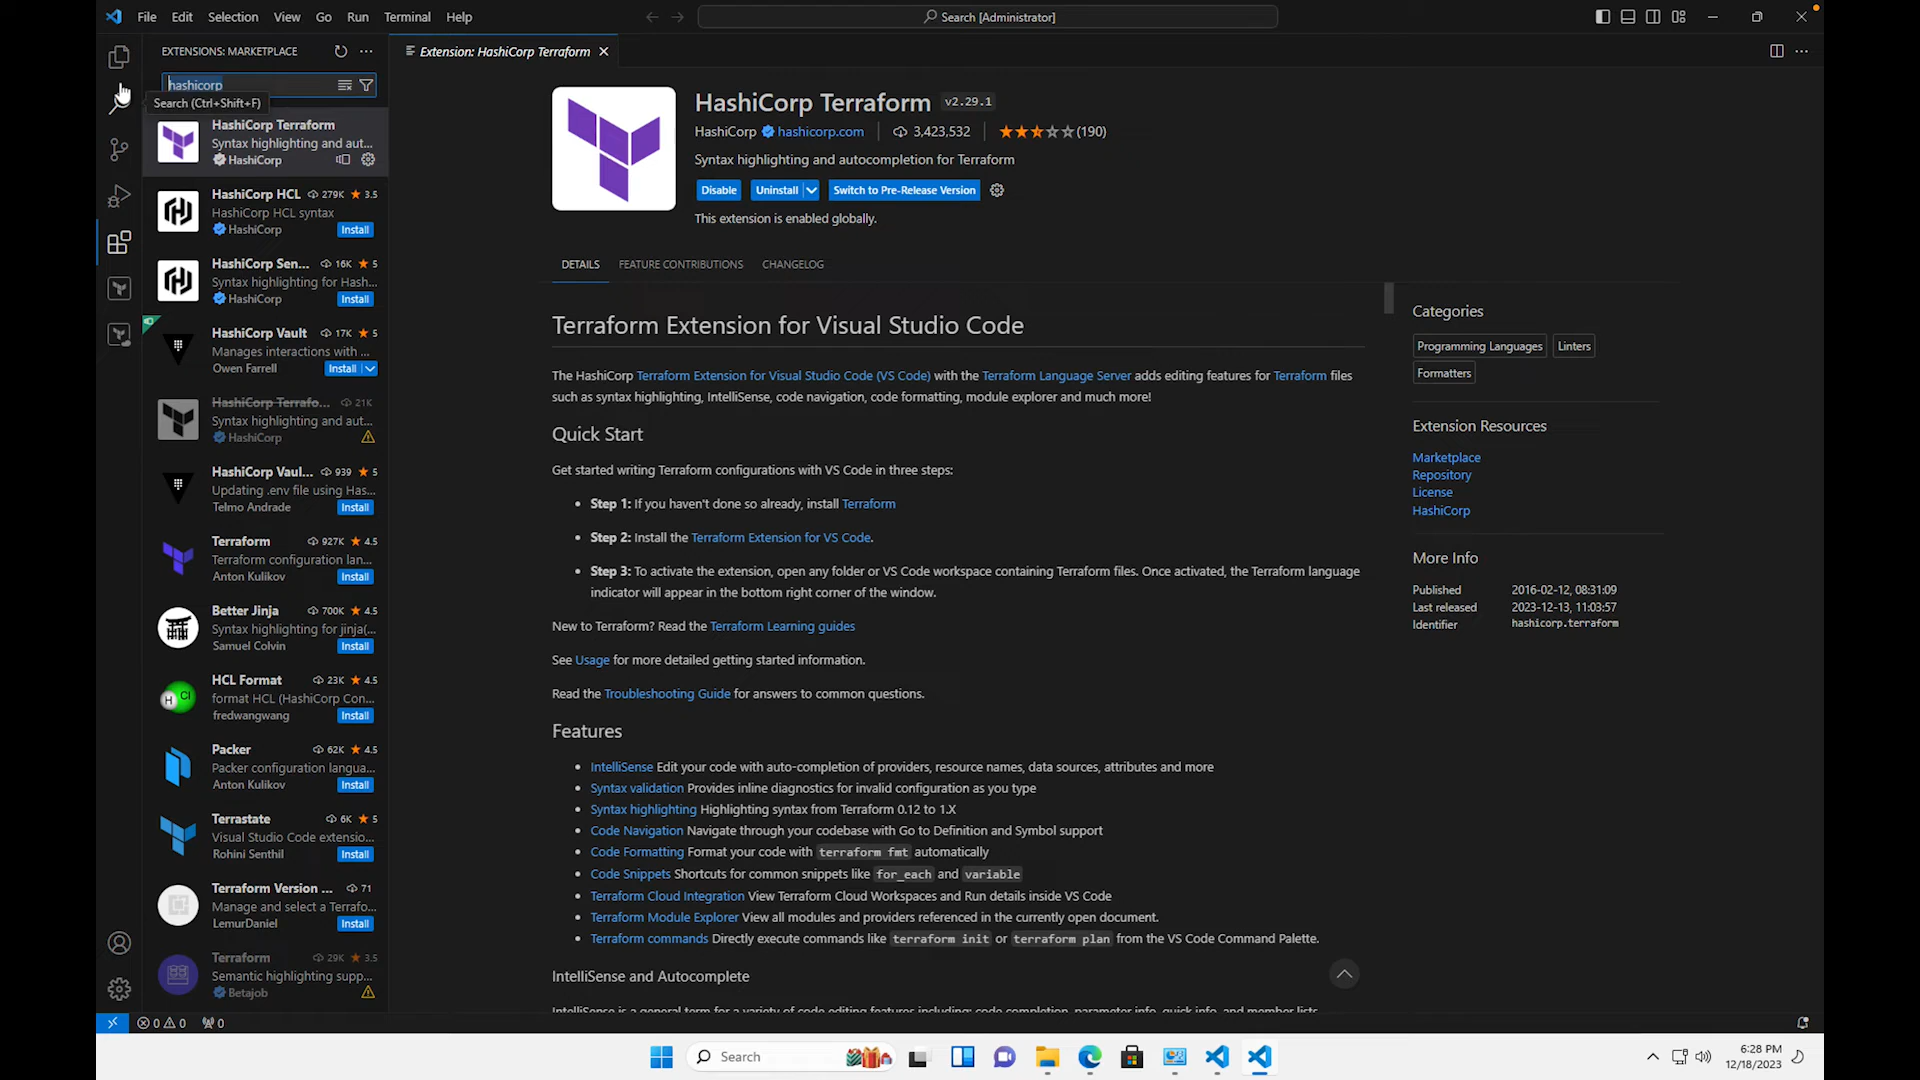 File Edit Selection View Go Run Terminal Help
Search [Administrator]
EXTENSIONS: MARKETPLACE
Extension: HashiCorp Terraform
hashicorp
Search (Ctrl+Shift+F)
HashiCorp Terraform
Syntax highlighting and aut...
HashiCorp
HashiCorp HCL 279K 3.5
HashiCorp HCL syntax
HashiCorp Install
HashiCorp Sen... 16K 5
Syntax highlighting for Hash...
HashiCorp Install
HashiCorp Vault 17K 5
Manages interactions with ...
Owen Farrell Install
HashiCorp Terrafo... 21K
Syntax highlighting and aut...
HashiCorp
HashiCorp Vaul... 939 5
Updating .env file using Has...
Telmo Andrade Install
Terraform 927K 4.5
Terraform configuration lan...
Anton Kulikov Install
Better Jinja 700K 4.5
Syntax highlighting for jinja(...
Samuel Colvin Install
HCL Format 23K 4.5
format HCL (HashiCorp Con...
fredwangwang Install
Packer 62K 4.5
Packer configuration langua...
Anton Kulikov Install
Terrastate 6K 5
Visual Studio Code extensio...
Rohini Senthil Install
Terraform Version ... 71
Manage and select a Terrafo...
LemurDaniel Install
Terraform 29K 3.5
Semantic highlighting supp...
Betajob
HashiCorp Terraform v2.29.1
HashiCorp hashicorp.com 3,423,532 (190)
Syntax highlighting and autocompletion for Terraform
Disable Uninstall Switch to Pre-Release Version
This extension is enabled globally.
DETAILS FEATURE CONTRIBUTIONS CHANGELOG
Terraform Extension for Visual Studio Code
The HashiCorp Terraform Extension for Visual Studio Code (VS Code) with the Terraform Language Server adds editing features for Terraform files
such as syntax highlighting, IntelliSense, code navigation, code formatting, module explorer and much more!
Quick Start
Get started writing Terraform configurations with VS Code in three steps:
• Step 1: If you haven't done so already, install Terraform
• Step 2: Install the Terraform Extension for VS Code.
• Step 3: To activate the extension, open any folder or VS Code workspace containing Terraform files. Once activated, the Terraform language
indicator will appear in the bottom right corner of the window.
New to Terraform? Read the Terraform Learning guides
See Usage for more detailed getting started information.
Read the Troubleshooting Guide for answers to common questions.
Features
• IntelliSense Edit your code with auto-completion of providers, resource names, data sources, attributes and more
• Syntax validation Provides inline diagnostics for invalid configuration as you type
• Syntax highlighting Highlighting syntax from Terraform 0.12 to 1.X
• Code Navigation Navigate through your codebase with Go to Definition and Symbol support
• Code Formatting Format your code with terraform fmt automatically
• Code Snippets Shortcuts for common snippets like for_each and variable
• Terraform Cloud Integration View Terraform Cloud Workspaces and Run details inside VS Code
• Terraform Module Explorer View all modules and providers referenced in the currently open document.
• Terraform commands Directly execute commands like terraform init or terraform plan from the VS Code Command Palette.
IntelliSense and Autocomplete
IntelliSense is a general term for a variety of code editing features including: code completion, parameter info, quick info, and member lists.
Categories
Programming Languages Linters
Formatters
Extension Resources
Marketplace
Repository
License
HashiCorp
More Info
Published 2016-02-12, 08:31:09
Last released 2023-12-13, 11:03:57
Identifier hashicorp.terraform
0 0 0
Search
6:28 PM
12/18/2023